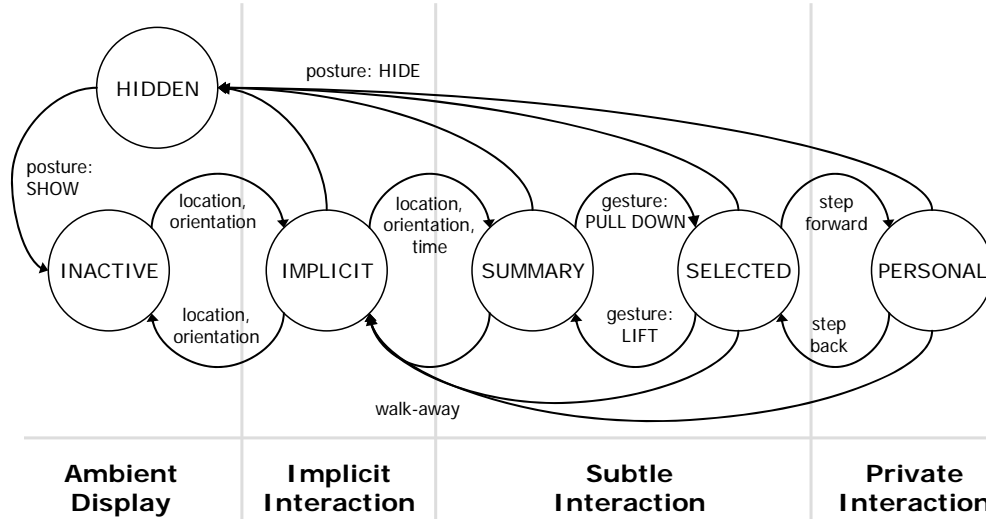 posture: HIDE
HIDDEN
posture:
SHOW
location,
orientation
location,
orientation,
time
gesture:
PULL DOWN
step
forward
INACTIVE
IMPLICIT
SUMMARY
SELECTED
PERSONAL
location,
orientation
gesture:
LIFT
step
back
walk-away
Ambient
Display
Implicit
Interaction
Subtle
Interaction
Private
Interaction